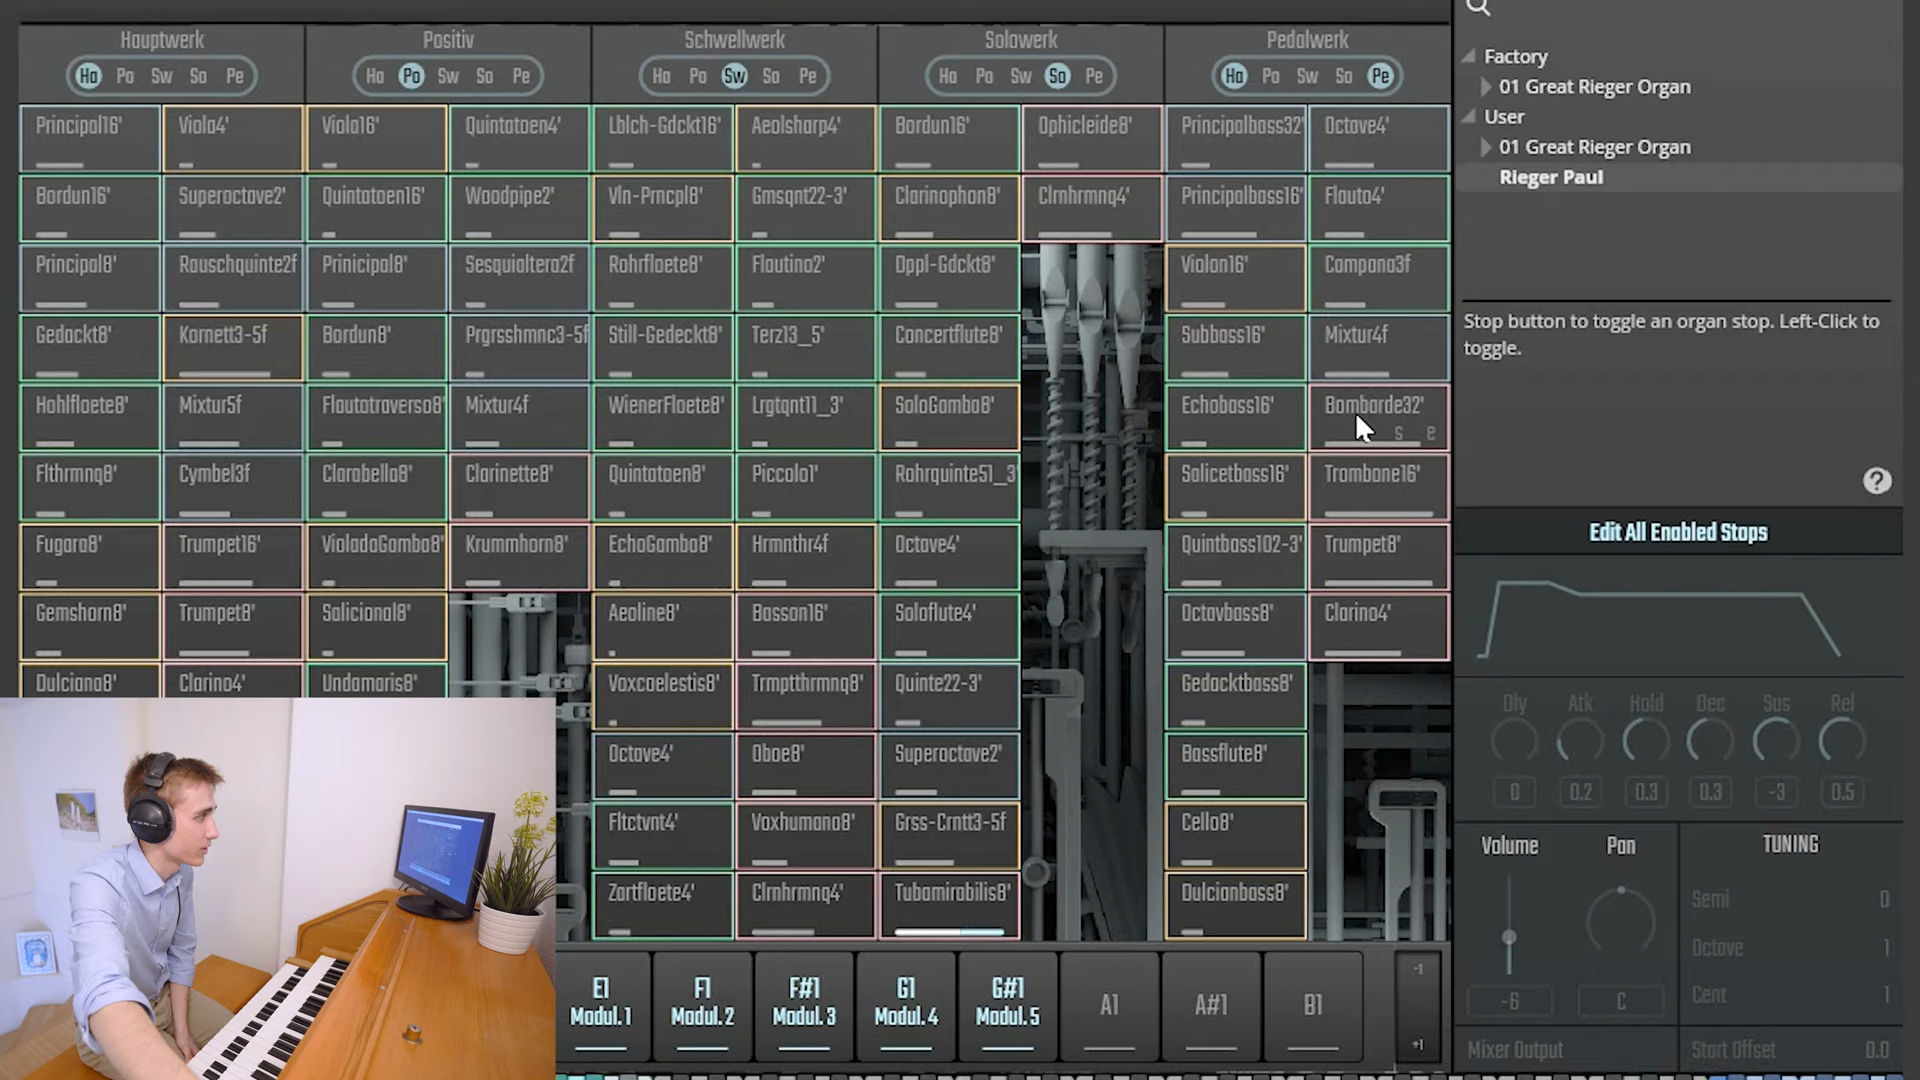 Hauptwerk
Ha Po Sw So Pe
Positiv
Ha Po Sw So Pe
Schwellwerk
Ha Po Sw So Pe
Solowerk
Ha Po Sw So Pe
Pedalwerk
Ha Po Sw So Pe
Principal16' Viola4' Viola16' Quintatoen4' Lblch-Gdckt16' Aeolsharp4' Bordun16' Ophicleide8' Principalbass32' Octave4'
Bordun16' Superoctave2' Quintatoen16' Woodpipe2' Vln-Prncpl8' Gmsqnt22-3' Clarinophon8' Clrnhrmnq4' Principalbass16' Flauto4'
Principal8' Rauschquinte2f Prinicipal8' Sesquialtera2f Rohrfloete8' Flautino2' Dppl-Gdckt8' Violon16' Campana3f
Gedackt8' Kornett3-5f Bordun8' Prgrsshmnc3-5f Still-Gedeckt8' Terz13_5' Concertflute8' Subbass16' Mixtur4f
Hohlfloete8' Mixtur5f Flautotraverso8' Mixtur4f WienerFloete8' Lrgtqnt11_3' SoloGamba8' Echobass16' Bombarde32'
s e
Flthrmnq8' Cymbel3f Clarabella8' Clarinette8' Quintatoen8' Piccolo1' Rohrquinte51_3' Salicetbass16' Trombone16'
Fugara8' Trumpet16' VioladaGamba8' Krummhorn8' EchoGamba8' Hrmnthr4f Octave4' Quintbass102-3' Trumpet8'
Gemshorn8' Trumpet8' Salicional8' Aeoline8' Basson16' Soloflute4' Octavbass8' Clarino4'
Dulciana8' Clarino4' Undamaris8' Voxcoelestis8' Trmptthrmnq8' Quinte22-3' Gedacktbass8'
Octave4' Oboe8' Superoctave2' Bassflute8'
Fltctvnt4' Voxhumana8' Grss-Crntt3-5f Cello8'
Zartfloete4' Clrnhrmnq4' Tubamirabilis8' Dulcianbass8'
E1 F1 F#1 G1 G#1 A1 A#1 B1
Modul. 1 Modul. 2 Modul. 3 Modul. 4 Modul. 5
-1
+1
Factory
01 Great Rieger Organ
User
01 Great Rieger Organ
Rieger Paul
Stop button to toggle an organ stop. Left-Click to
toggle.
?
Edit All Enabled Stops
Dly Atk Hold Dec Sus Rel
0 0.2 0.3 0.3 -3 0.5
Volume Pan TUNING
Semi 0
Octave 1
Cent 1
-6 C
Mixer Output Start Offset 0.0